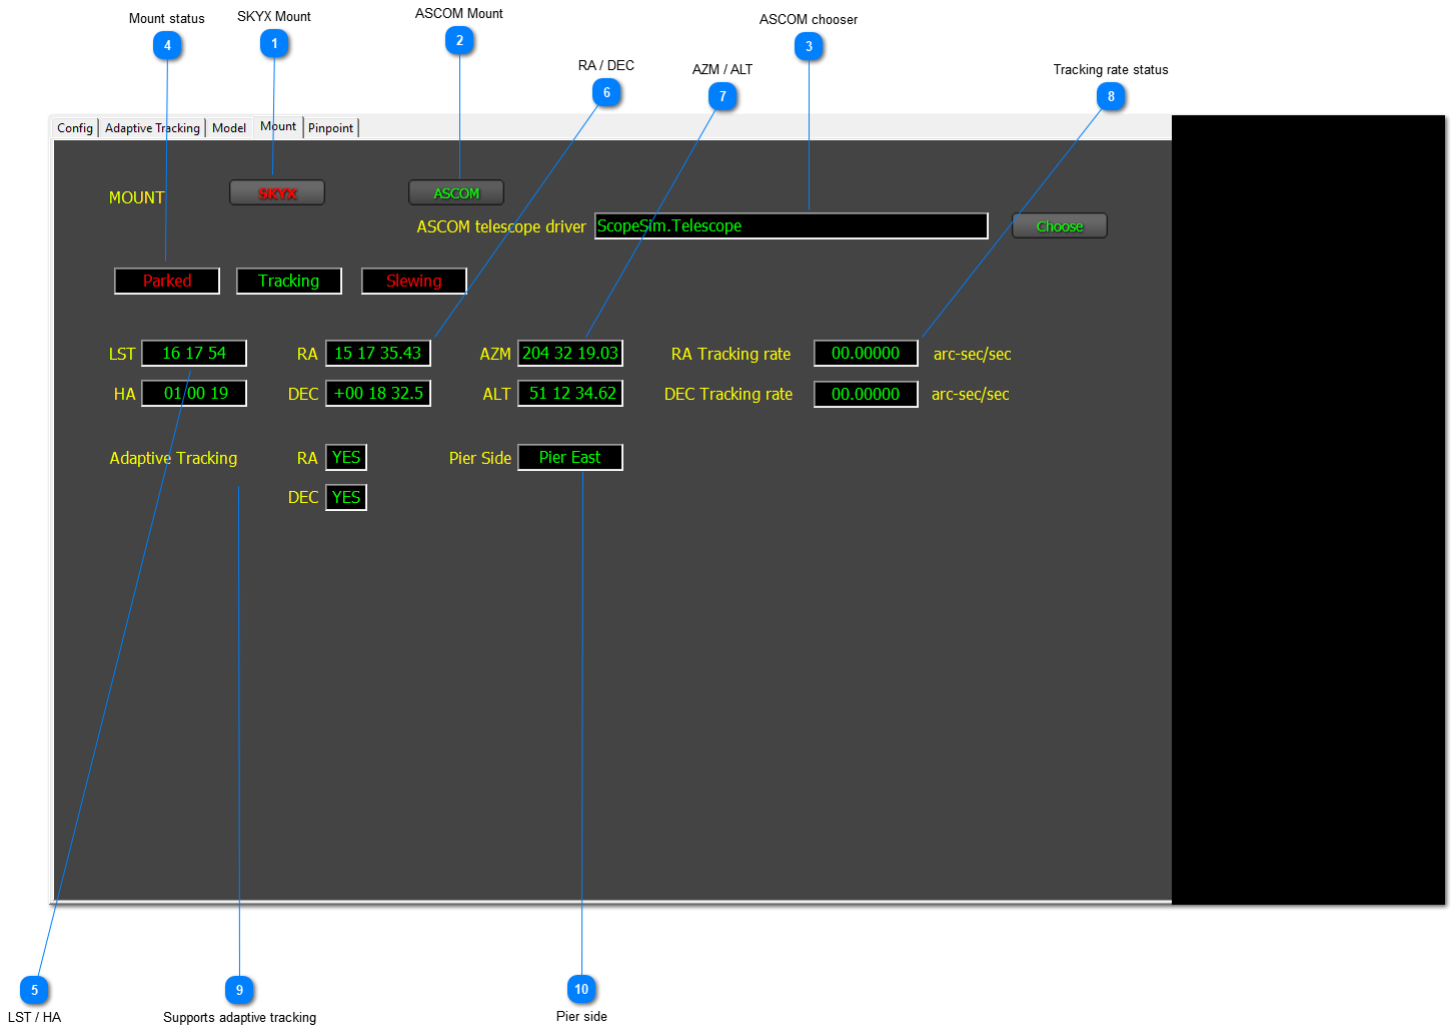 Mount status
SKYX Mount
ASCOM Mount
ASCOM chooser
4
1
2
3
RA / DEC
AZM / ALT
Tracking rate status
6
7
8
Config
Adaptive Tracking
Model
Mount
Pinpoint
MOUNT
SKYX
ASCOM
ASCOM telescope driver
ScopeSim.Telescope
Choose
Parked
Tracking
Slewing
LST 16 17 54
RA 15 17 35.43
AZM 204 32 19.03
RA Tracking rate 00.00000 arc-sec/sec
HA 01 00 19
DEC +00 18 32.5
ALT 51 12 34.62
DEC Tracking rate 00.00000 arc-sec/sec
Adaptive Tracking
RA YES
Pier Side Pier East
DEC YES
5
9
10
LST / HA
Supports adaptive tracking
Pier side